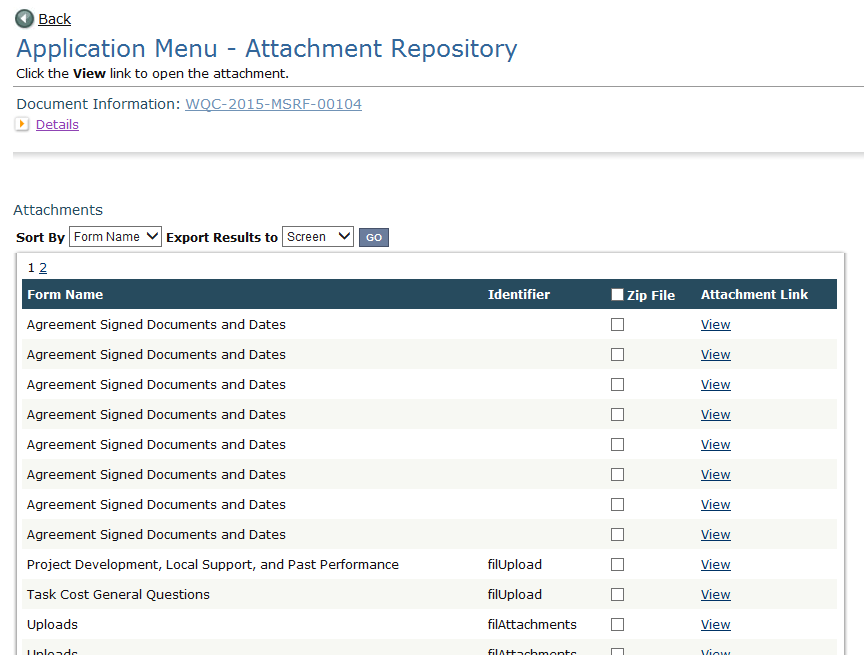 Back
Application Menu - Attachment Repository
Click the View link to open the attachment.
Document Information: WQC-2015-MSRF-00104
Details
Attachments
Sort By Form Name Export Results to Screen GO
1 2
Form Name Identifier Zip File Attachment Link
Agreement Signed Documents and Dates View
Agreement Signed Documents and Dates View
Agreement Signed Documents and Dates View
Agreement Signed Documents and Dates View
Agreement Signed Documents and Dates View
Agreement Signed Documents and Dates View
Agreement Signed Documents and Dates View
Agreement Signed Documents and Dates View
Project Development, Local Support, and Past Performance filUpload View
Task Cost General Questions filUpload View
Uploads filAttachments View
Uploads filAttachments View